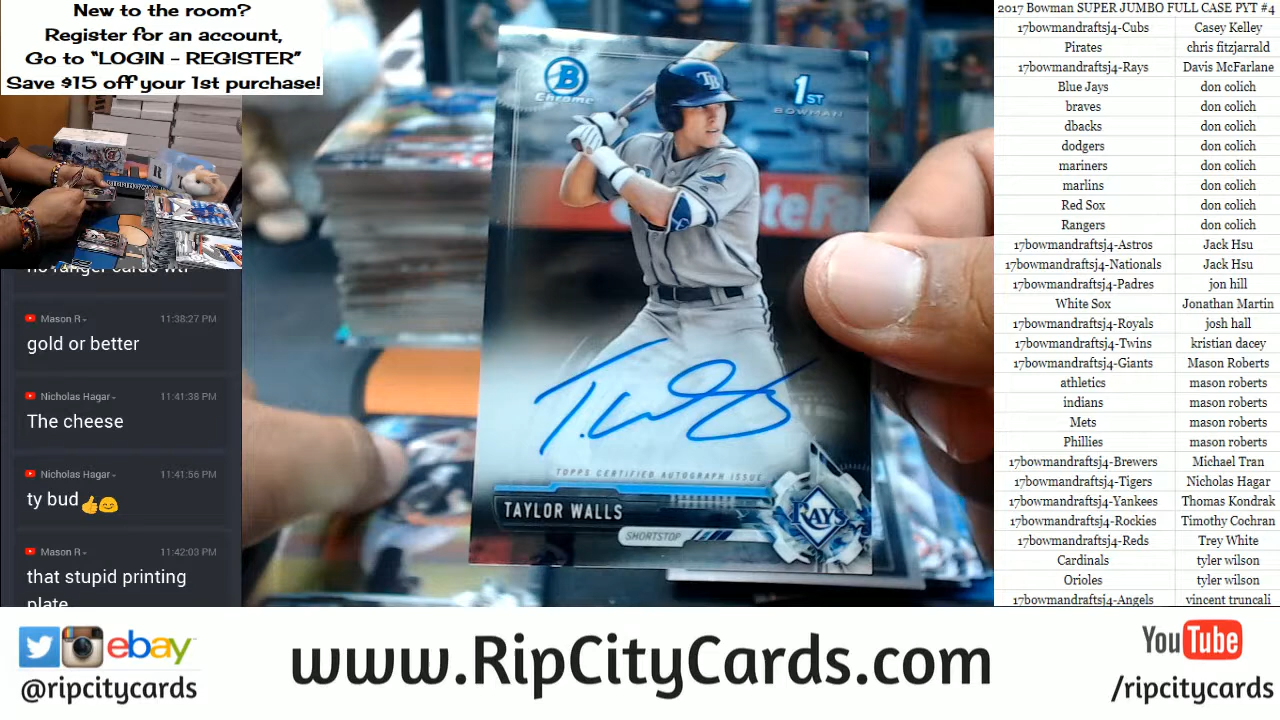 New to the room?
Register for an account,
Go to “LOGIN - REGISTER”
Save $15 off your 1st purchase!
no ranger cards wtf
Mason R
11:38:27 PM
gold or better
Nicholas Hagar
11:41:38 PM
The cheese
Nicholas Hagar
11:41:56 PM
ty bud👍🤗
Mason R
11:42:03 PM
that stupid printing
plate
B
Chrome
1ST
BOWMAN
TB
T. Walls
TOPPS CERTIFIED AUTOGRAPH ISSUE
TAYLOR WALLS
SHORTSTOP
RAYS
2017 Bowman SUPER JUMBO FULL CASE PYT #4
17bowmandraftsj4-Cubs Casey Kelley
Pirates chris fitzjarrald
17bowmandraftsj4-Rays Davis McFarlane
Blue Jays don colich
braves don colich
dbacks don colich
dodgers don colich
mariners don colich
marlins don colich
Red Sox don colich
Rangers don colich
17bowmandraftsj4-Astros Jack Hsu
17bowmandraftsj4-Nationals Jack Hsu
17bowmandraftsj4-Padres jon hill
White Sox Jonathan Martin
17bowmandraftsj4-Royals josh hall
17bowmandraftsj4-Twins kristian dacey
17bowmandraftsj4-Giants Mason Roberts
athletics mason roberts
indians mason roberts
Mets mason roberts
Phillies mason roberts
17bowmandraftsj4-Brewers Michael Tran
17bowmandraftsj4-Tigers Nicholas Hagar
17bowmandraftsj4-Yankees Thomas Kondrak
17bowmandraftsj4-Rockies Timothy Cochran
17bowmandraftsj4-Reds Trey White
Cardinals tyler wilson
Orioles tyler wilson
17bowmandraftsj4-Angels vincent truncali
ebay
@ripcitycards
www.RipCityCards.com
YouTube
/ripcitycards